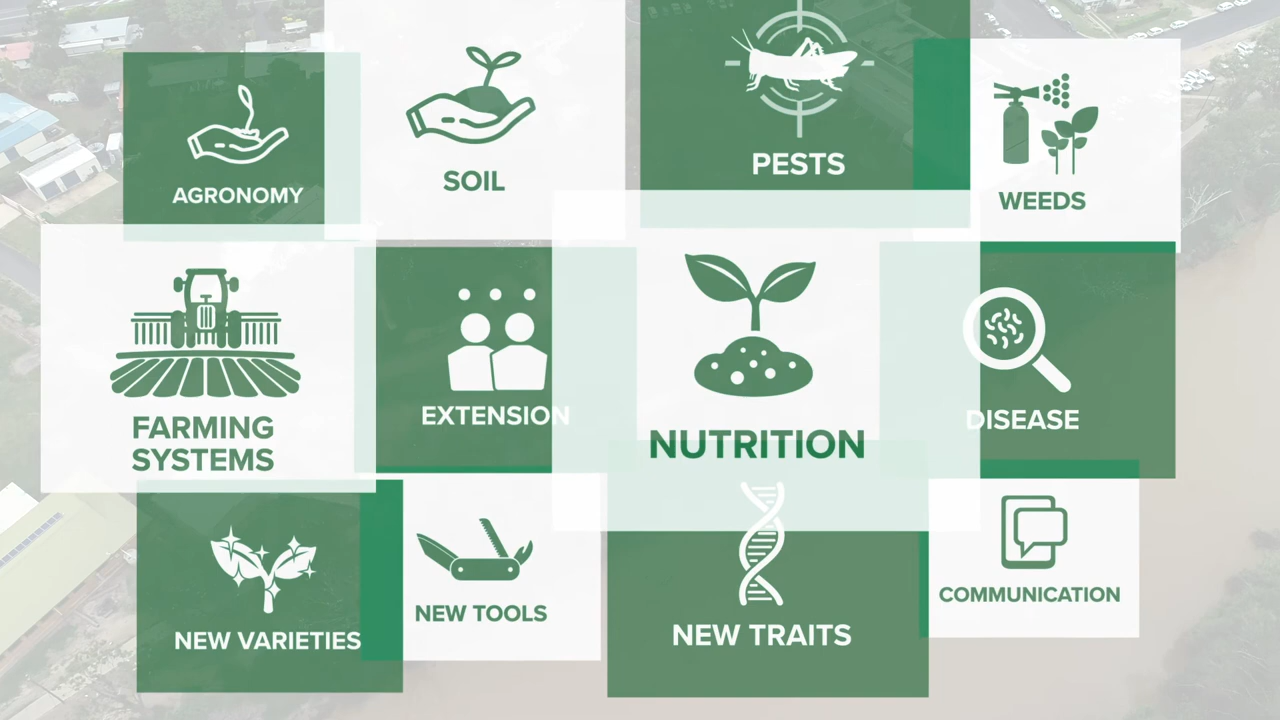 AGRONOMY
SOIL
PESTS
WEEDS
FARMING
SYSTEMS
EXTENSION
NUTRITION
DISEASE
NEW VARIETIES
NEW TOOLS
NEW TRAITS
COMMUNICATION